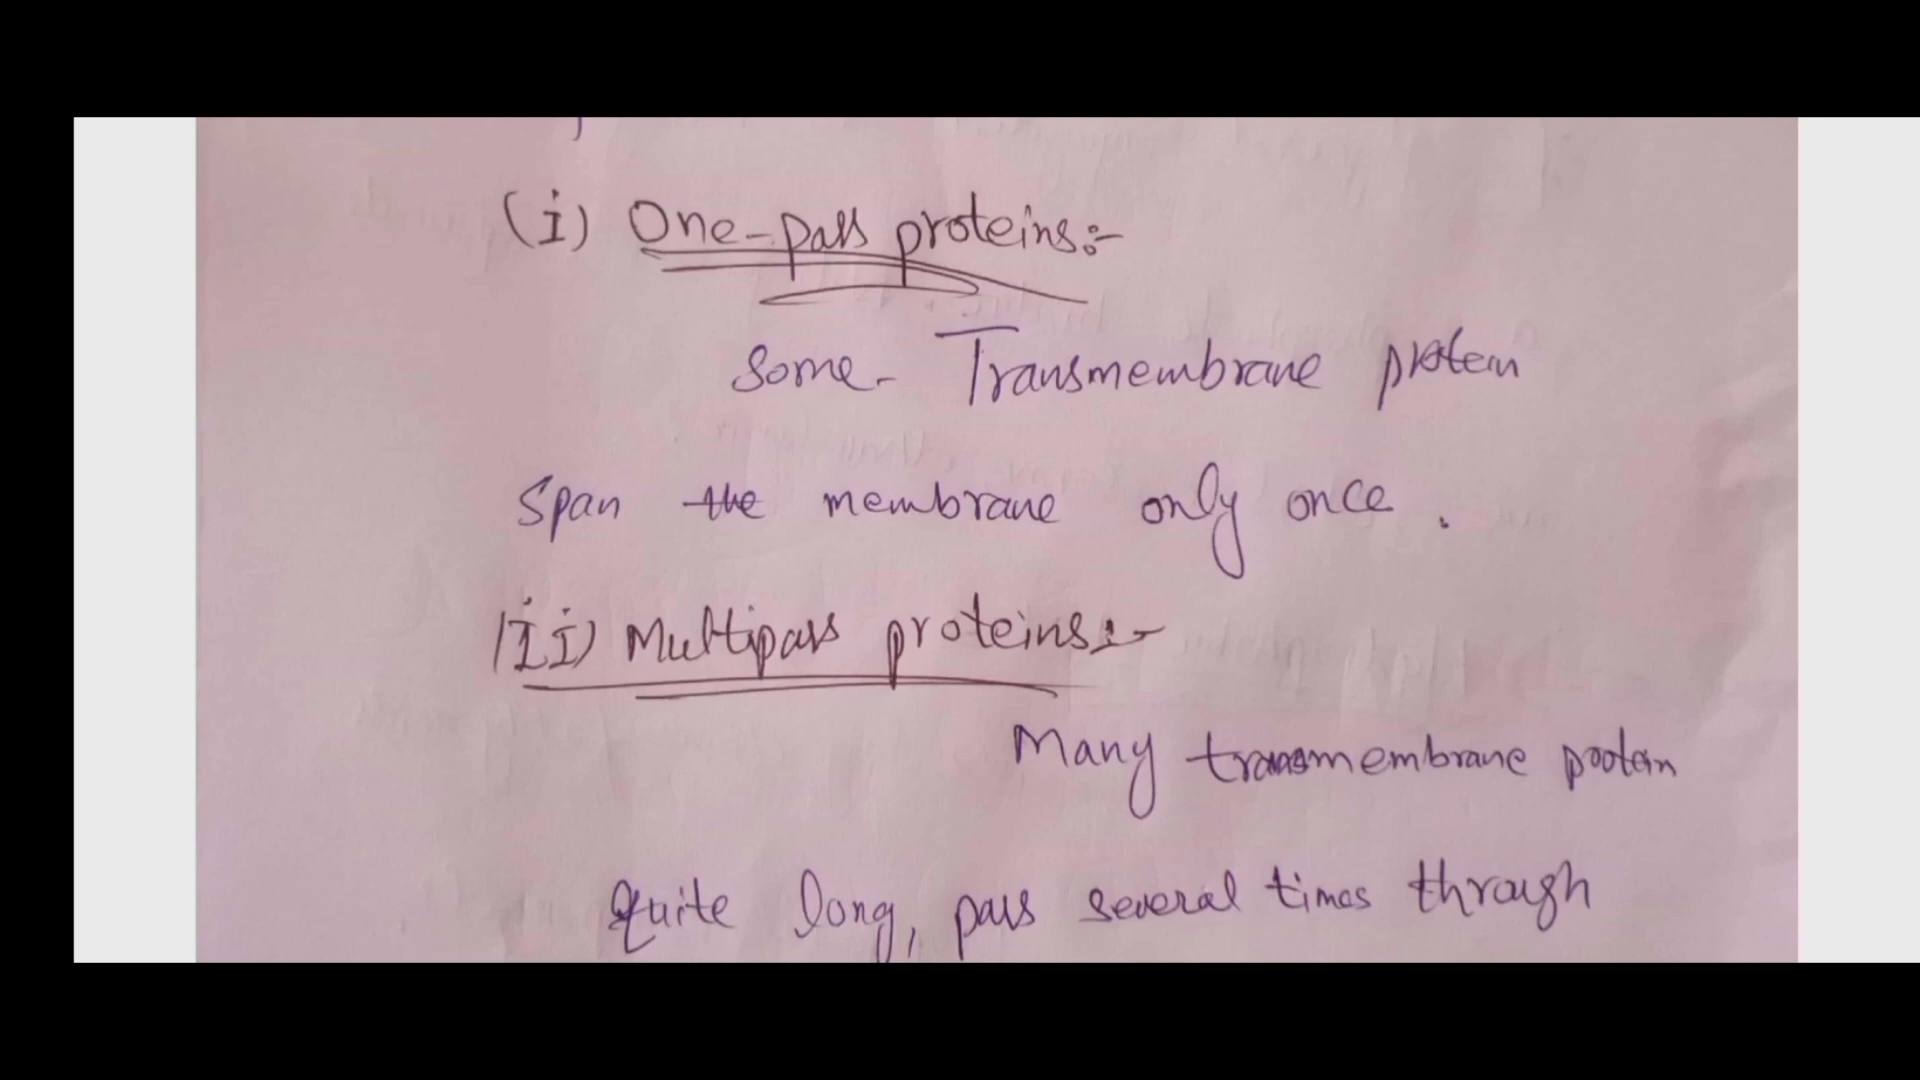 (i) One-pass proteins:-
Some Transmembrane protein
Span the membrane only once.
(ii) Multipass proteins:-
Many transmembrane protein
quite long, pass several times through